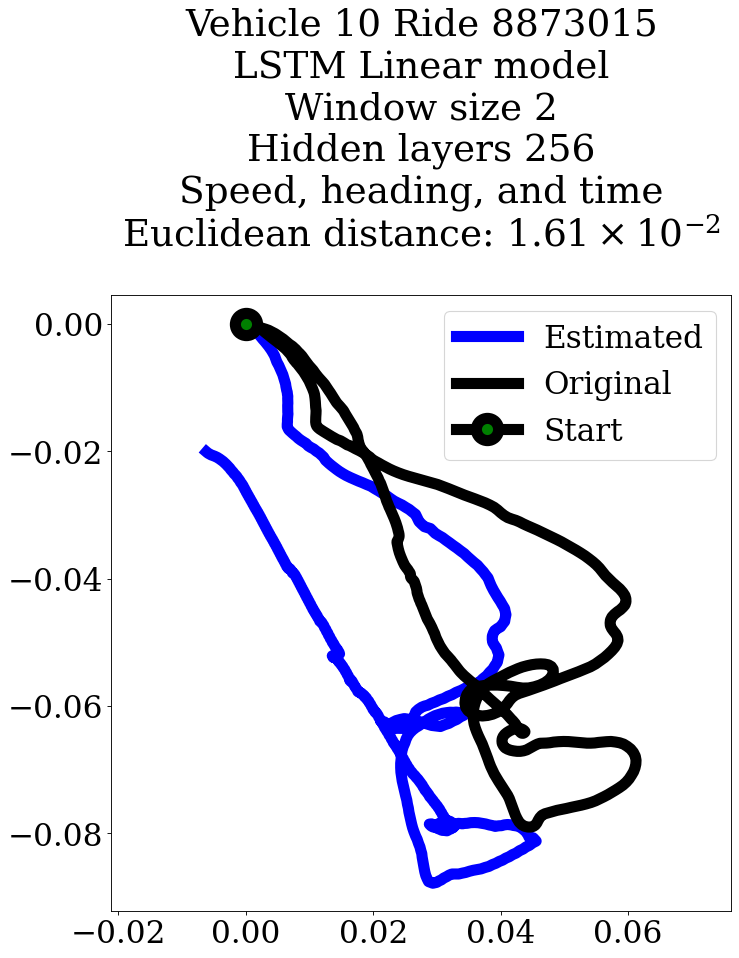 Vehicle 10 Ride 8873015
LSTM Linear model
Window size 2
Hidden layers 256
Speed, heading, and time
Euclidean distance: 1.61 × 10⁻²
Estimated
Original
Start
0.00
−0.02
−0.04
−0.06
−0.08
−0.02 0.00 0.02 0.04 0.06